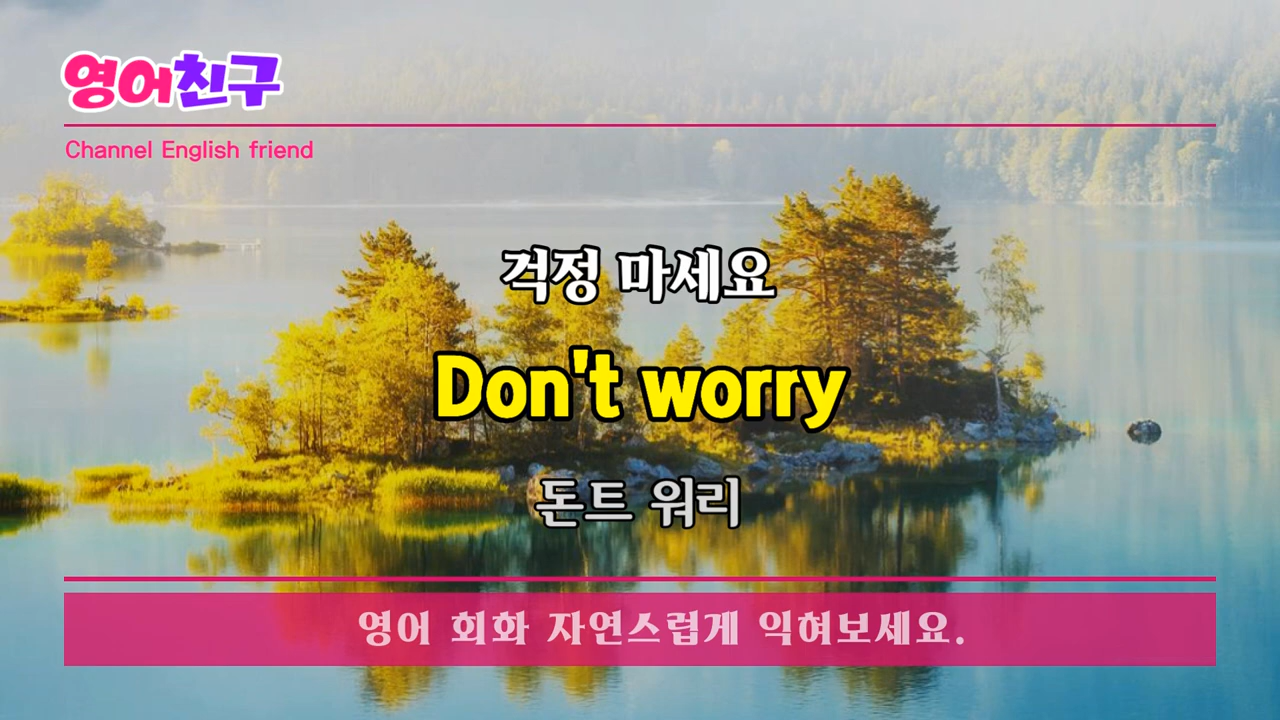 영어친구
Channel English friend
걱정 마세요
Don't worry
돈트 워리
영어 회화 자연스럽게 익혀보세요.